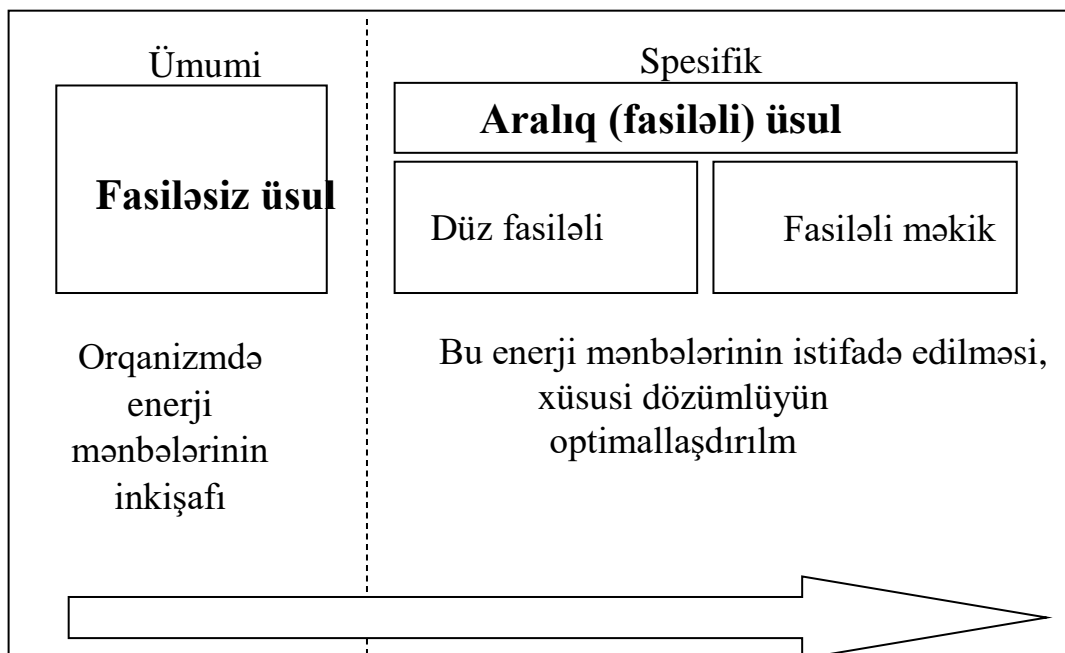 Ümumi
Fasiləsiz üsul
Orqanizmdə
enerji
mənbələrinin
inkişafı
Spesifik
Aralıq (fasiləli) üsul
Düz fasiləli
Fasiləli məkik
Bu enerji mənbələrinin istifadə edilməsi,
xüsusi dözümlüyün
optimallaşdırılm